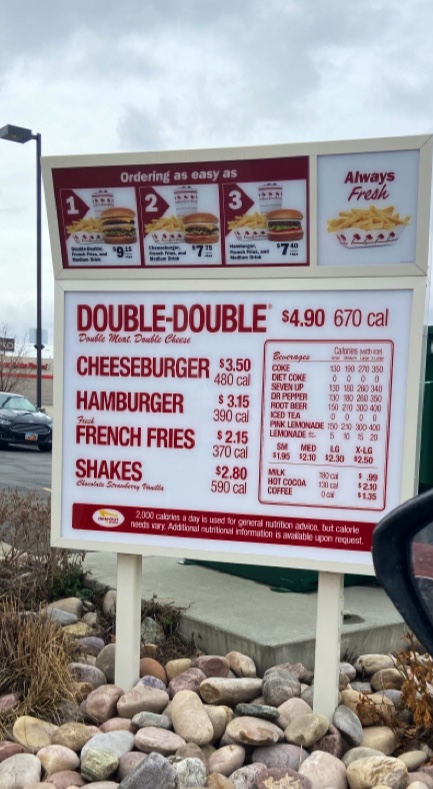 Ordering as easy as
1
2
3
Double-Double, French Fries, and Medium Drink
$9.15
Cheeseburger, French Fries, and Medium Drink
$7.75
Hamburger, French Fries, and Medium Drink
$7.40
Always
Fresh
DOUBLE-DOUBLE® $4.90 670 cal
Double Meat, Double Cheese
CHEESEBURGER $3.50
480 cal
HAMBURGER $3.15
390 cal
Fresh
FRENCH FRIES $2.15
370 cal
SHAKES $2.80
Chocolate Strawberry Vanilla 590 cal
Beverages Calories (with ice)
COKE 130 190 270 350
DIET COKE 0 0 0 0
SEVEN UP 130 180 260 340
DR PEPPER 130 180 260 350
ROOT BEER 150 210 300 400
ICED TEA 0 0 0 0
PINK LEMONADE 150 210 300 400
LEMONADE 5 10 15 20
SM MED LG X-LG
$1.95 $2.10 $2.30 $2.50
MILK 180 cal $ .99
HOT COCOA 130 cal $2.10
COFFEE 0 cal $1.35
IN-N-OUT
2,000 calories a day is used for general nutrition advice, but calorie
needs vary. Additional nutritional information is available upon request.